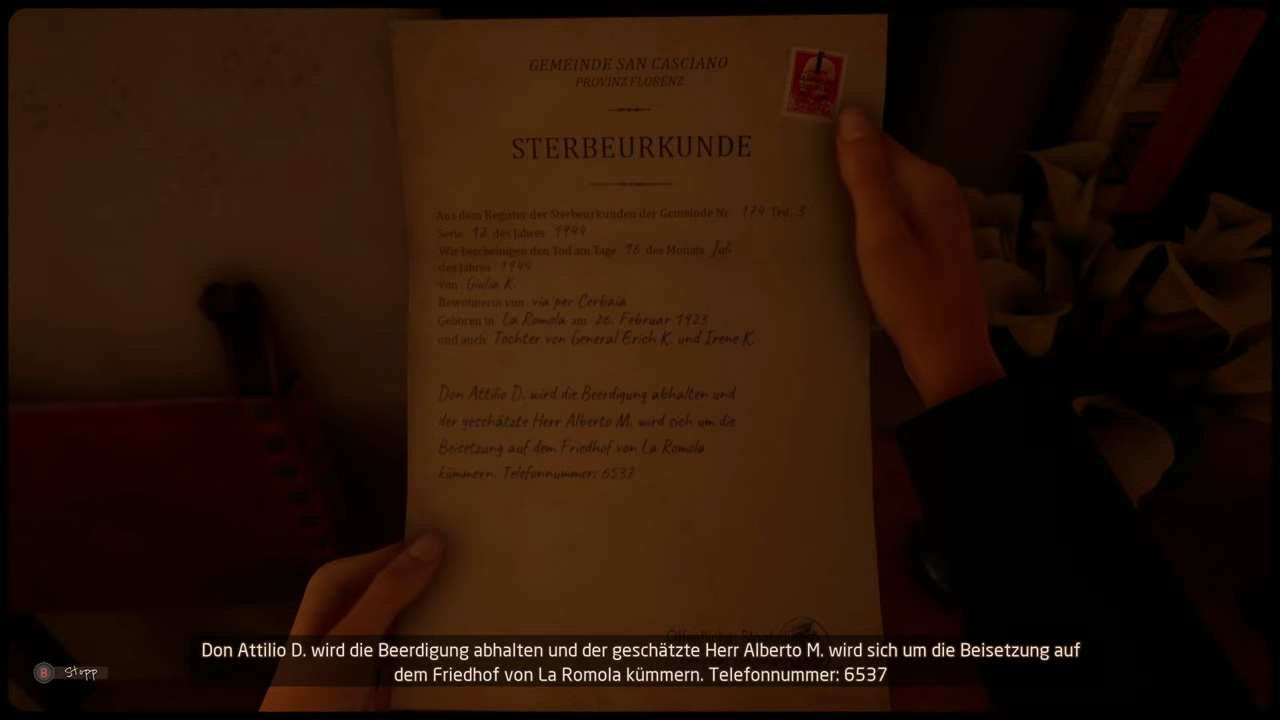 GEMEINDE SAN CASCIANO
PROVINZ FLORENZ
STERBEURKUNDE
Aus dem Register der Sterbeurkunden der Gemeinde Nr. 174 Teil 3
Serie 12 des Jahres 1944
Wir bescheinigen den Tod am Tage 16 des Monats Juli
des Jahres 1944
von Giulia K.
Bewohnerin von via per Cerbaia
Geboren in La Romola am 26. Februar 1923
und auch Tochter von General Erich K. und Irene K.
Don Attilio D. wird die Beerdigung abhalten und
der geschätzte Herr Alberto M. wird sich um die
Beisetzung auf dem Friedhof von La Romola
kümmern. Telefonnummer: 6537
Don Attilio D. wird die Beerdigung abhalten und der geschätzte Herr Alberto M. wird sich um die Beisetzung auf
dem Friedhof von La Romola kümmern. Telefonnummer: 6537
B Stopp